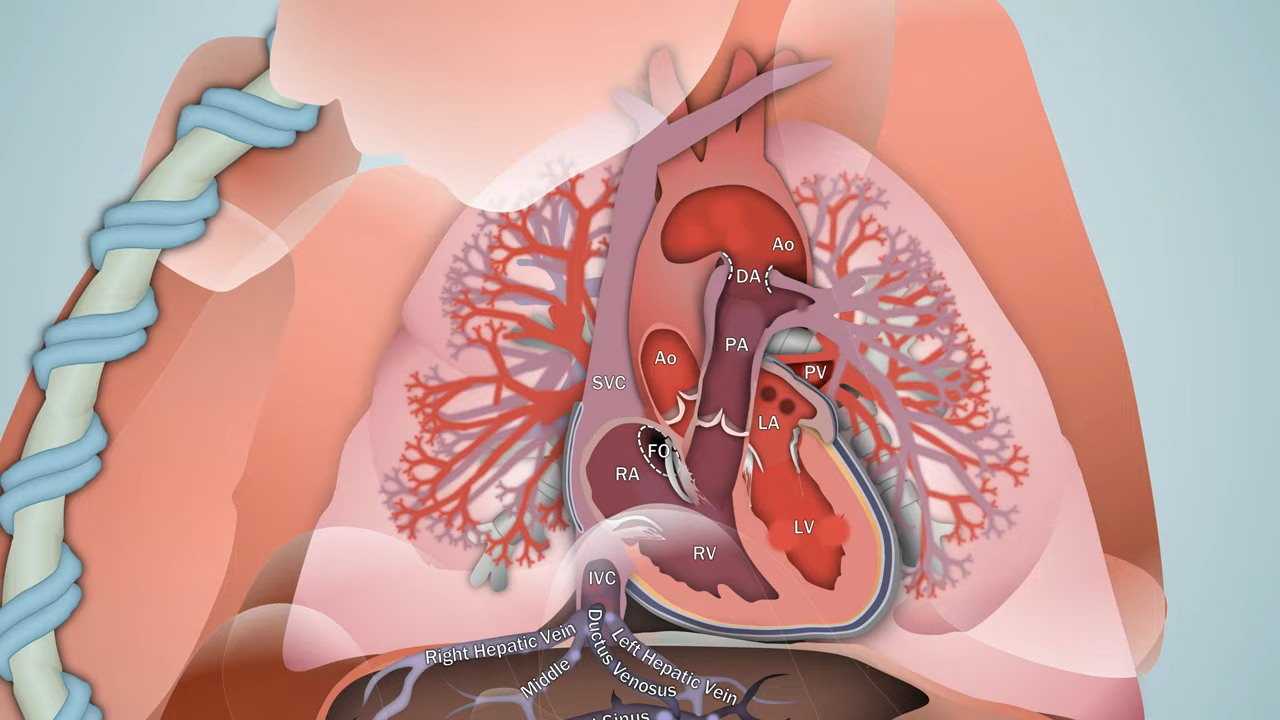 Ao
DA
PA
Ao
PV
SVC
LA
FO
RA
LV
RV
IVC
Right Hepatic Vein
Middle
Ductus Venosus
Left Hepatic Vein
Sinus